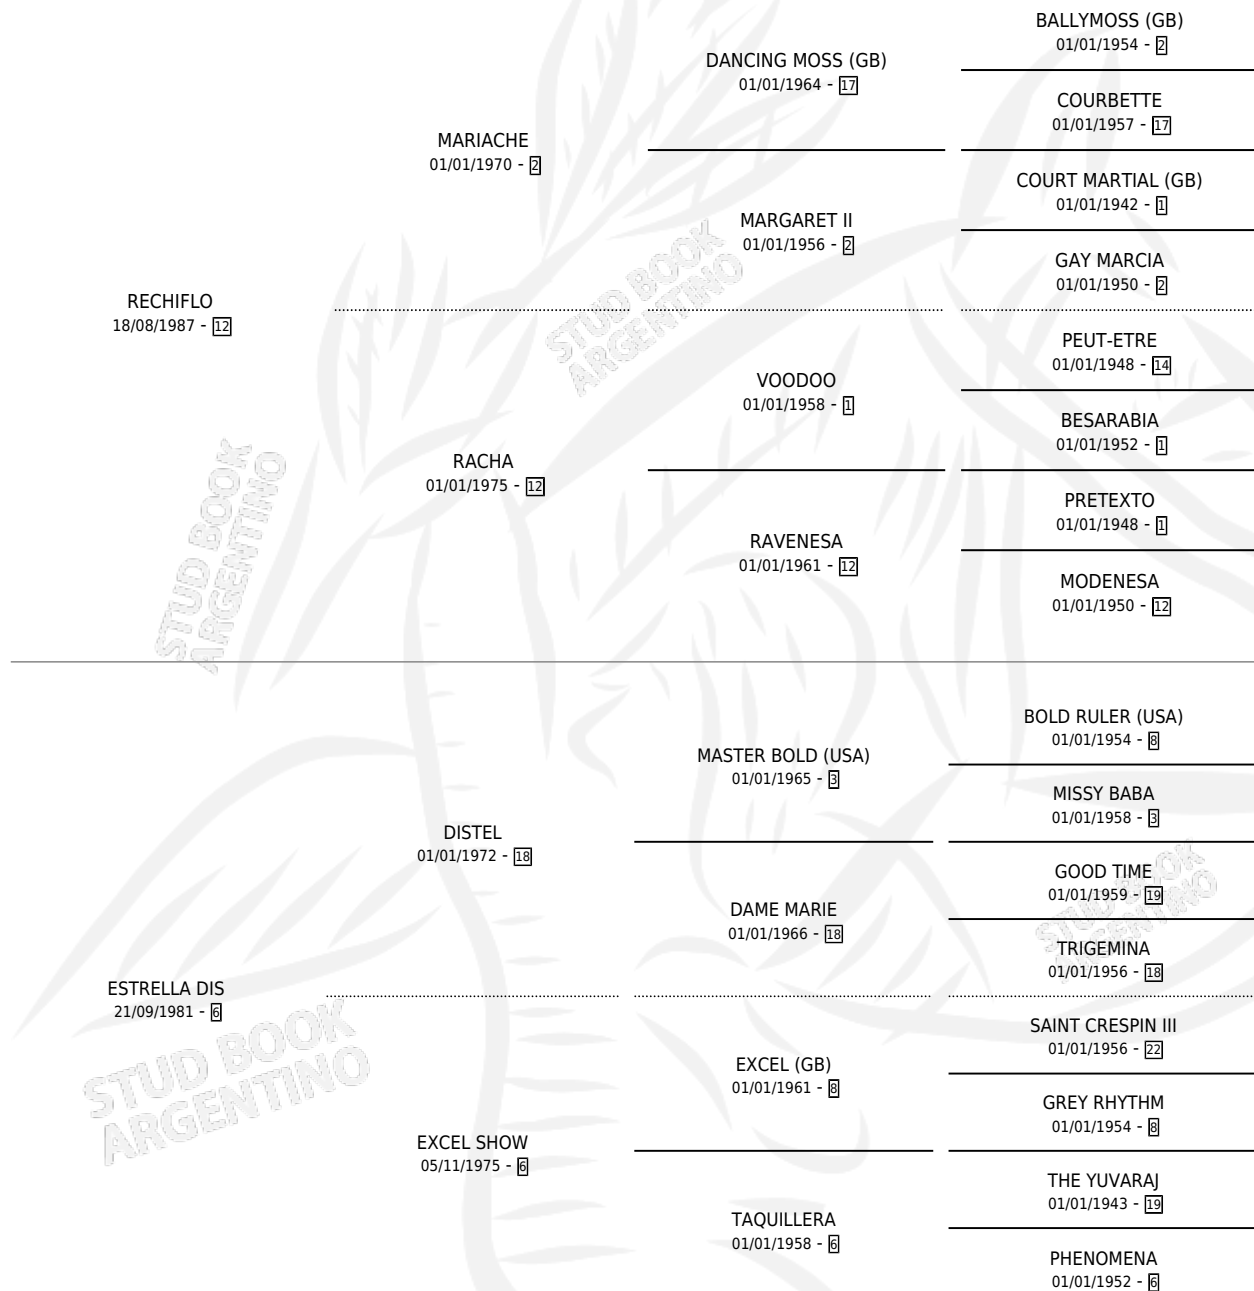 BALLYMOSS (GB)
01/01/1954 - 2
DANCING MOSS (GB)
01/01/1964 - 17
COURBETTE
01/01/1957 - 17
MARIACHE
01/01/1970 - 2
COURT MARTIAL (GB)
01/01/1942 - 1
MARGARET II
01/01/1956 - 2
GAY MARCIA
01/01/1950 - 2
RECHIFLO
18/08/1987 - 12
PEUT-ETRE
01/01/1948 - 14
VOODOO
01/01/1958 - 1
BESARABIA
01/01/1952 - 1
RACHA
01/01/1975 - 12
PRETEXTO
01/01/1948 - 1
RAVENESA
01/01/1961 - 12
MODENESA
01/01/1950 - 12
BOLD RULER (USA)
01/01/1954 - 8
MASTER BOLD (USA)
01/01/1965 - 3
MISSY BABA
01/01/1958 - 3
DISTEL
01/01/1972 - 18
GOOD TIME
01/01/1959 - 19
DAME MARIE
01/01/1966 - 18
TRIGEMINA
01/01/1956 - 18
ESTRELLA DIS
21/09/1981 - 6
SAINT CRESPIN III
01/01/1956 - 22
EXCEL (GB)
01/01/1961 - 8
GREY RHYTHM
01/01/1954 - 8
EXCEL SHOW
05/11/1975 - 6
THE YUVARAJ
01/01/1943 - 19
TAQUILLERA
01/01/1958 - 6
PHENOMENA
01/01/1952 - 6
STUD BOOK
ARGENTINO
STUD BOOK
ARGENTINO
STUD BOOK
ARGENTINO
STUD BOOK
ARGENTINO